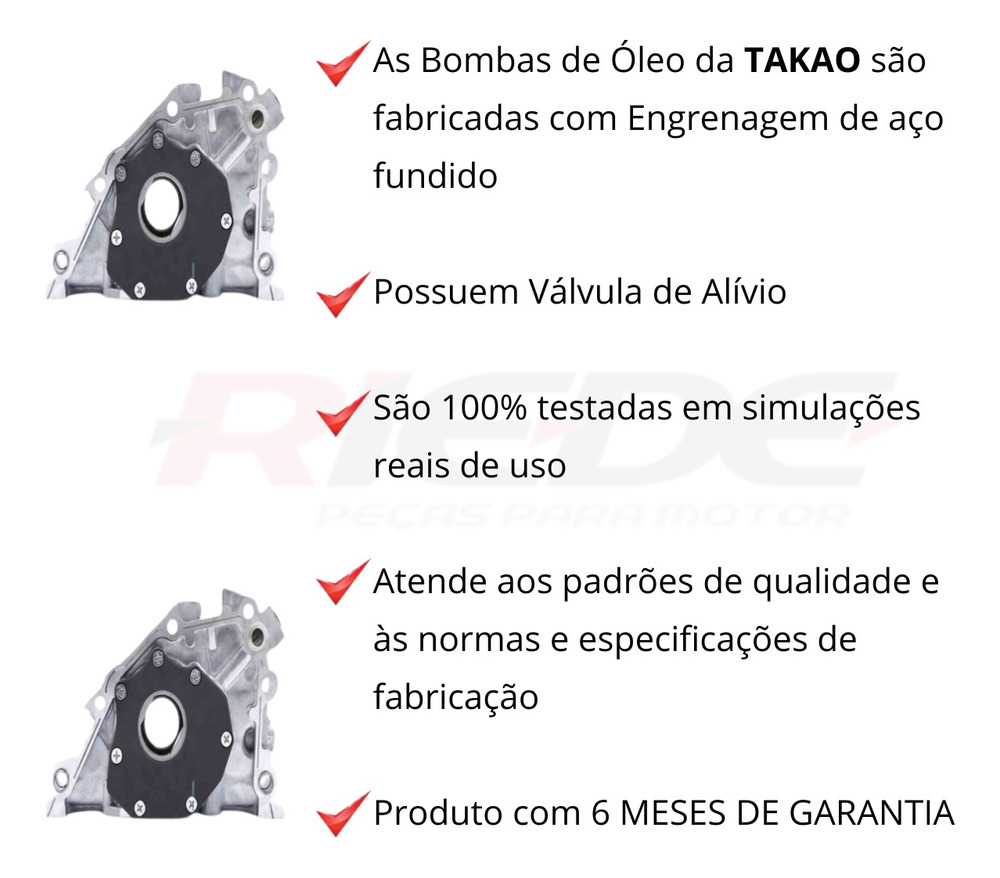 As Bombas de Óleo da TAKAO são
fabricadas com Engrenagem de aço
fundido
Possuem Válvula de Alívio
RIEDE
São 100% testadas em simulações
reais de uso
PEÇAS PARA MOTOR
Atende aos padrões de qualidade e
às normas e especificações de
fabricação
Produto com 6 MESES DE GARANTIA